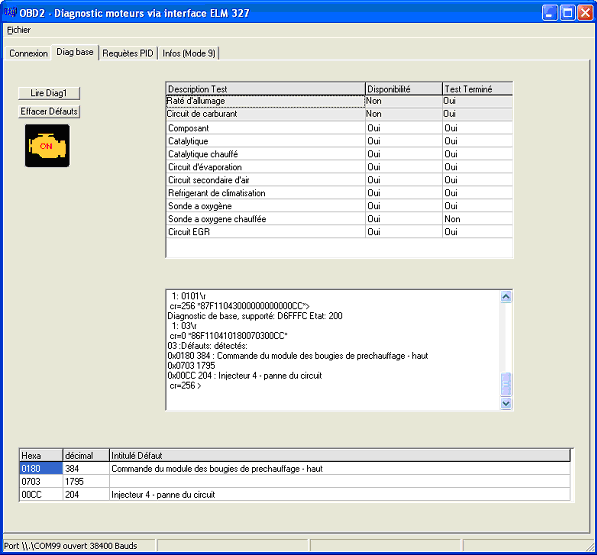 OBD2 - Diagnostic moteurs via interface ELM 327
Fichier
Connexion Diag base Requêtes PID Infos (Mode 9)
Lire Diag1
Effacer Défauts
ON
Description Test Disponibilité Test Terminé
Raté d'allumage Non Oui
Circuit de carburant Non Oui
Composant Oui Oui
Catalytique Oui Oui
Catalytique chauffé Oui Oui
Circuit d'évaporation Oui Oui
Circuit secondaire d'air Oui Oui
Refrigerant de climatisation Oui Oui
Sonde a oxygène Oui Oui
Sonde a oxygene chauffée Oui Non
Circuit EGR Oui Oui
1: 0101\r
cr=256 "87F11043000000000000CC">
Diagnostic de base, supporté: D6FFFC Etat: 200
1: 03\r
cr=0 "86F110410180070300CC"
03 :Défauts: détectés:
0x0180 384 : Commande du module des bougies de prechauffage - haut
0x0703 1795
0x00CC 204 : Injecteur 4 - panne du circuit
cr=256 >
Hexa décimal Intitulé Défaut
0180 384 Commande du module des bougies de prechauffage - haut
0703 1795
00CC 204 Injecteur 4 - panne du circuit
Port \\.\COM99 ouvert 38400 Bauds